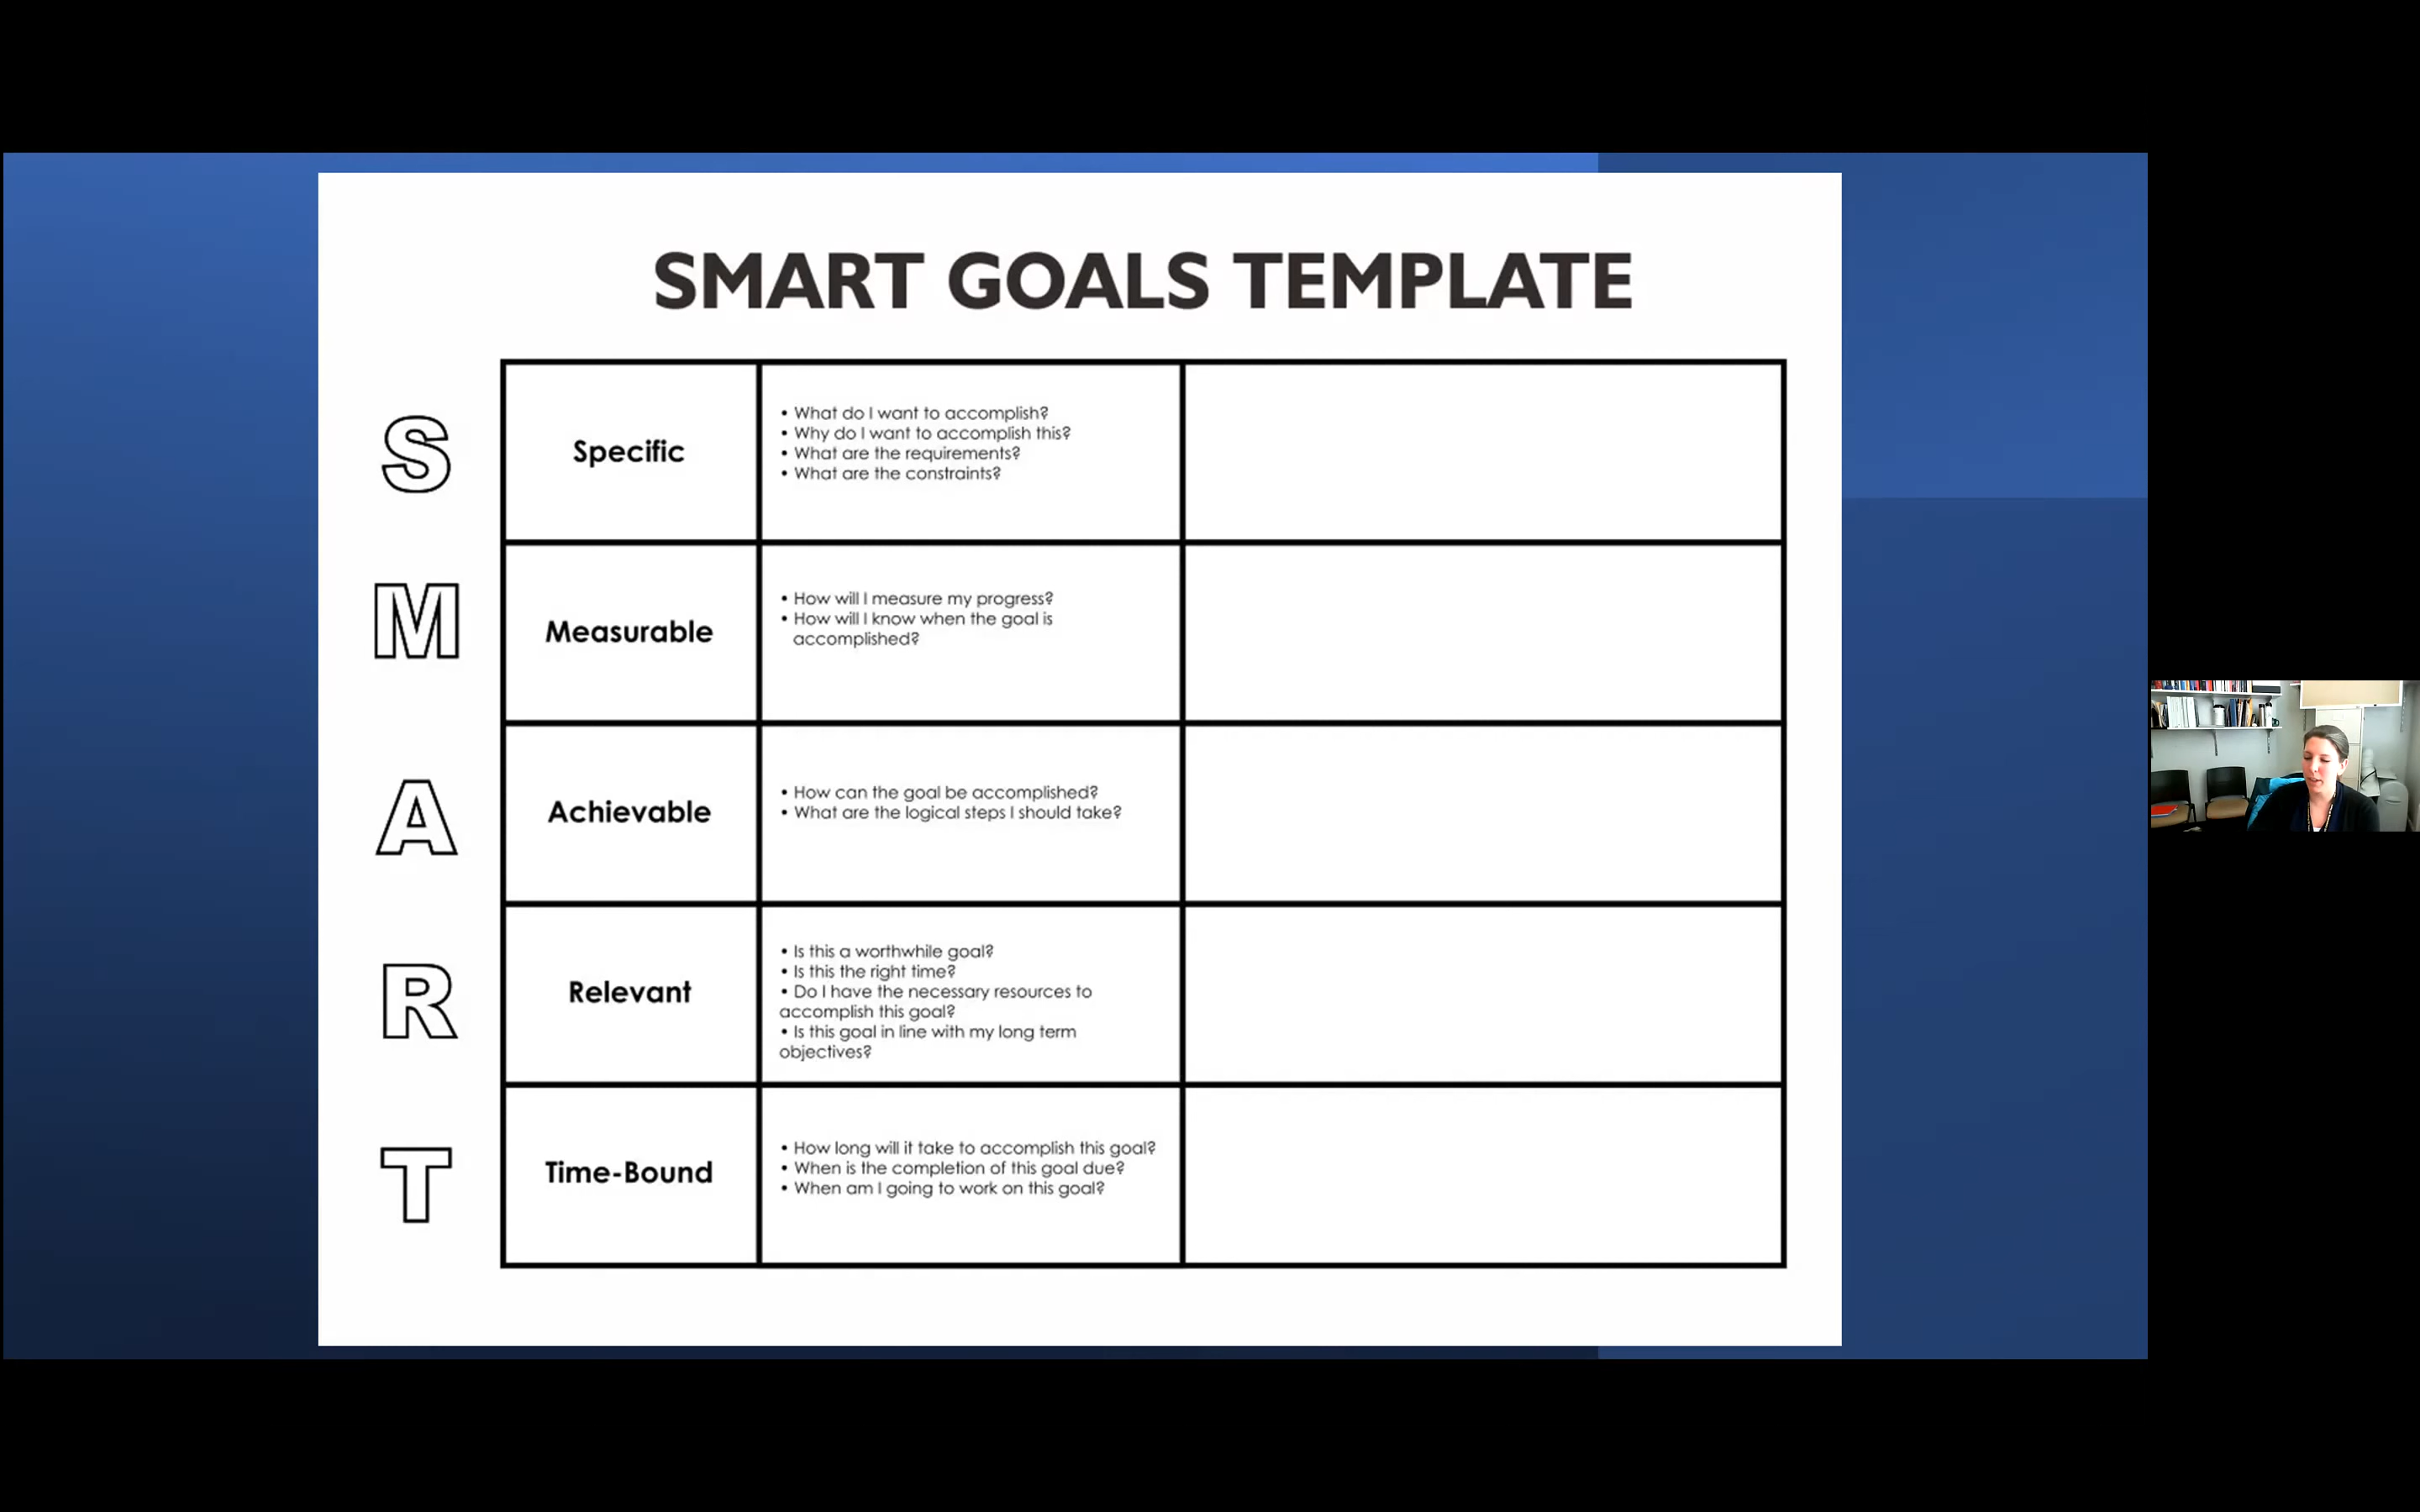 SMART GOALS TEMPLATE
S
Specific
• What do I want to accomplish?
• Why do I want to accomplish this?
• What are the requirements?
• What are the constraints?
M
Measurable
• How will I measure my progress?
• How will I know when the goal is
accomplished?
A
Achievable
• How can the goal be accomplished?
• What are the logical steps I should take?
R
Relevant
• Is this a worthwhile goal?
• Is this the right time?
• Do I have the necessary resources to
accomplish this goal?
• Is this goal in line with my long term
objectives?
T
Time-Bound
• How long will it take to accomplish this goal?
• When is the completion of this goal due?
• When am I going to work on this goal?